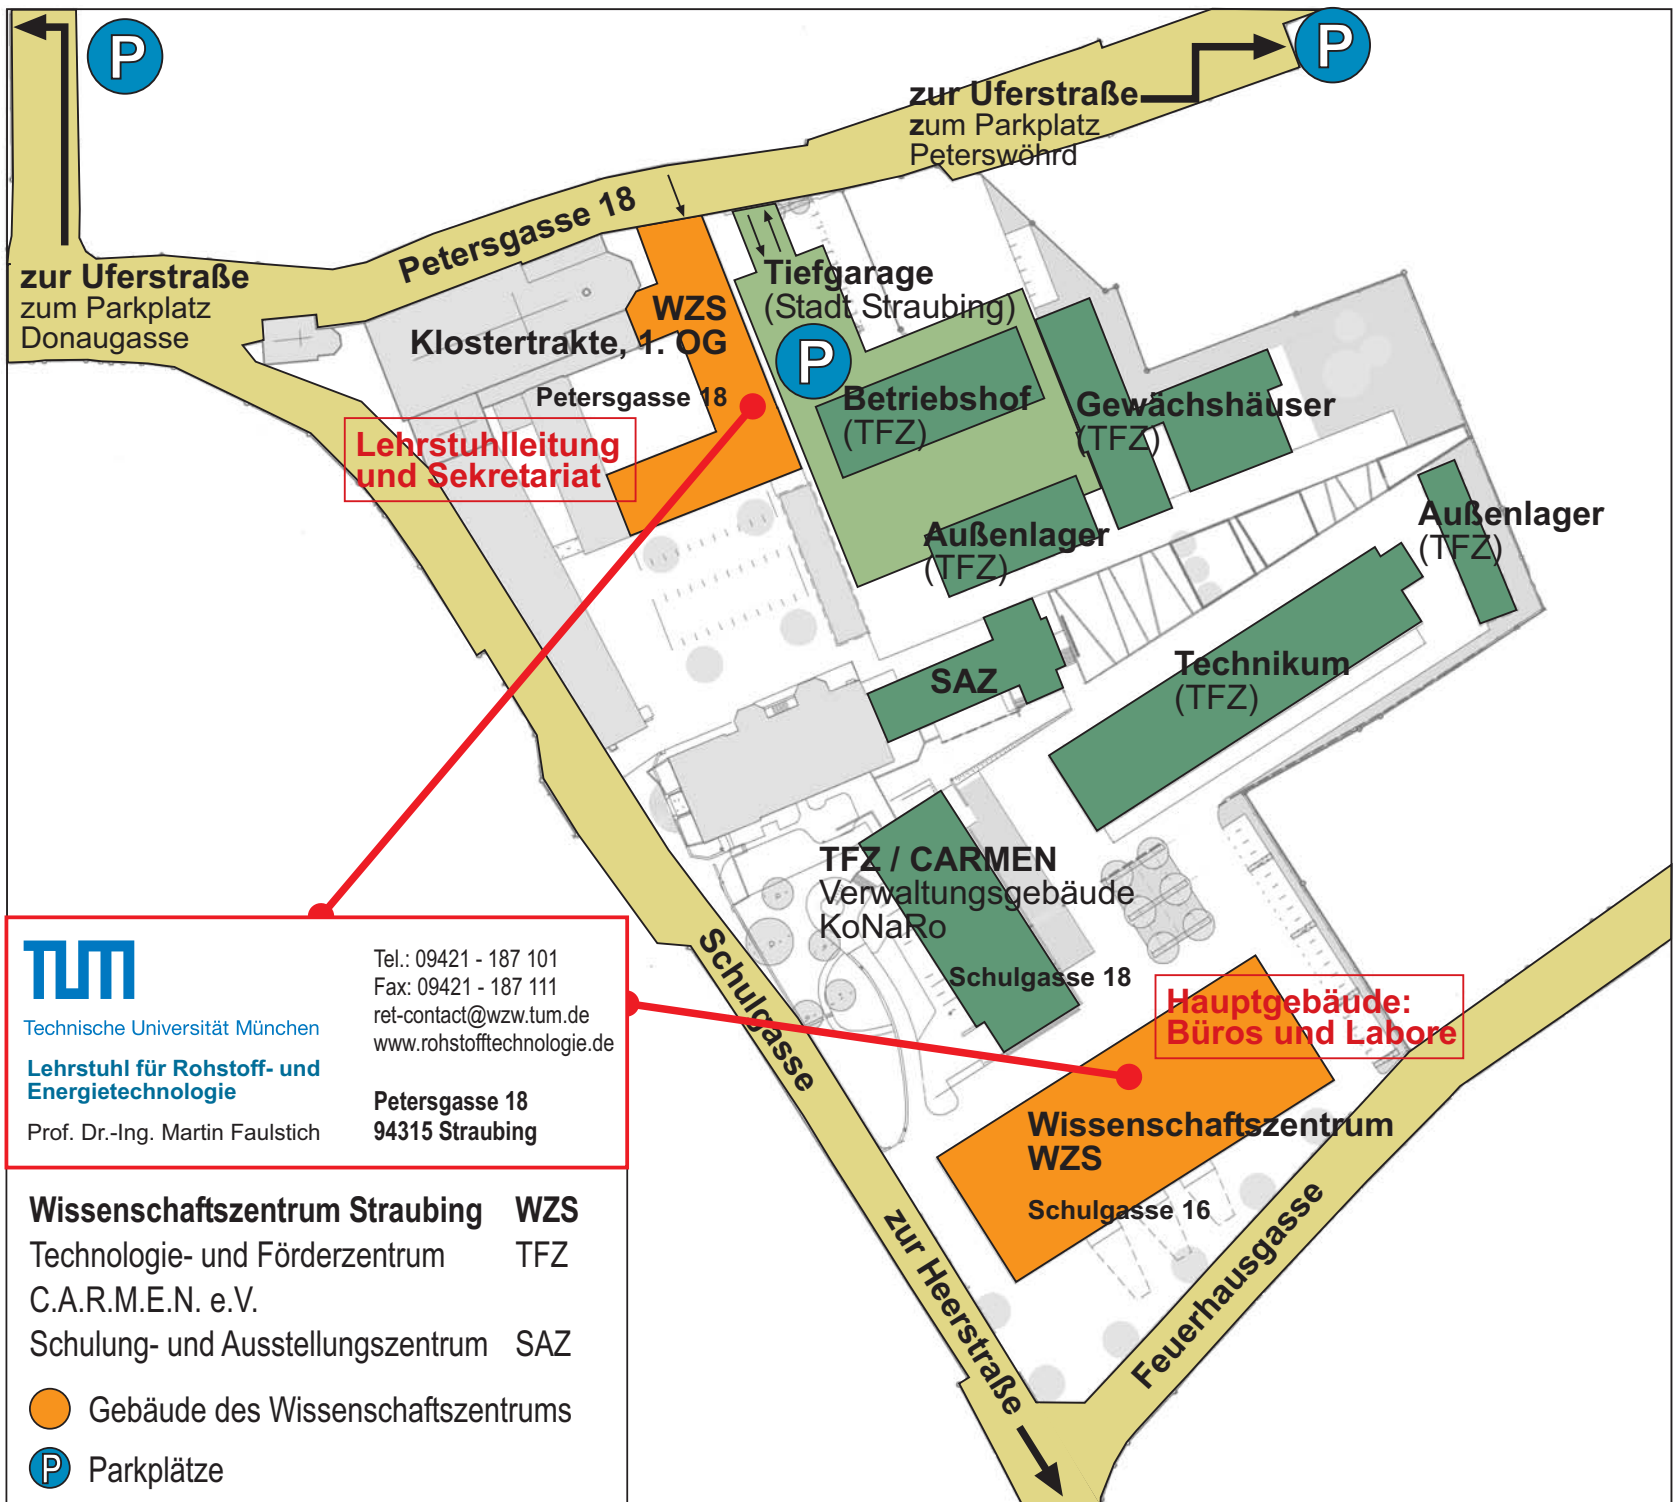 P
P
zur Uferstraße
zum Parkplatz
Peterswöhrd
Petersgasse 18
zur Uferstraße
zum Parkplatz
Donaugasse
Tiefgarage
(Stadt Straubing)
P
WZS
Klostertrakte, 1. OG
Petersgasse 18
Lehrstuhlleitung
und Sekretariat
Betriebshof
(TFZ)
Gewächshäuser
(TFZ)
Außenlager
(TFZ)
Außenlager
(TFZ)
SAZ
Technikum
(TFZ)
TFZ / CARMEN
Verwaltungsgebäude
KoNaRo
Schulgasse 18
Hauptgebäude:
Büros und Labore
Wissenschaftszentrum
WZS
Schulgasse 16
Schulgasse
zur Heerstraße
Feuerhausgasse
TUM
Technische Universität München
Lehrstuhl für Rohstoff- und
Energietechnologie
Prof. Dr.-Ing. Martin Faulstich
Tel.: 09421 - 187 101
Fax: 09421 - 187 111
ret-contact@wzw.tum.de
www.rohstofftechnologie.de
Petersgasse 18
94315 Straubing
Wissenschaftszentrum Straubing WZS
Technologie- und Förderzentrum TFZ
C.A.R.M.E.N. e.V.
Schulung- und Ausstellungszentrum SAZ
Gebäude des Wissenschaftszentrums
P Parkplätze